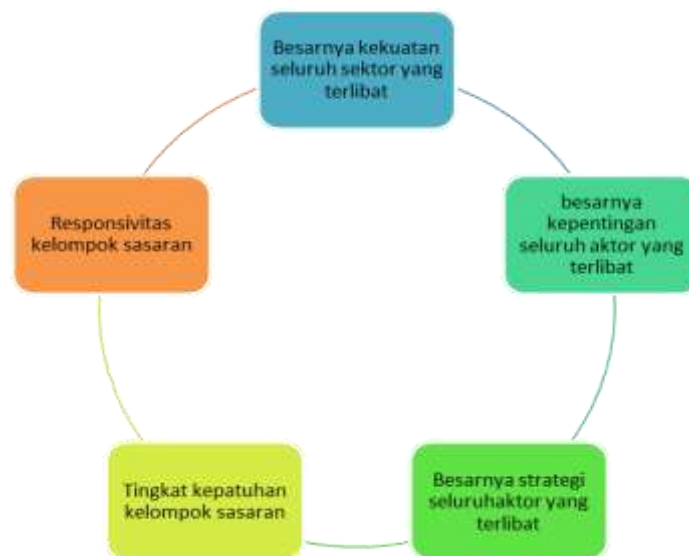 Besarnya kekuatan
seluruh sektor yang
terlibat
besarnya
kepentingan
seluruh aktor yang
terlibat
Besarnya strategi
seluruhaktor yang
terlibat
Tingkat kepatuhan
kelompok sasaran
Responsivitas
kelompok sasaran